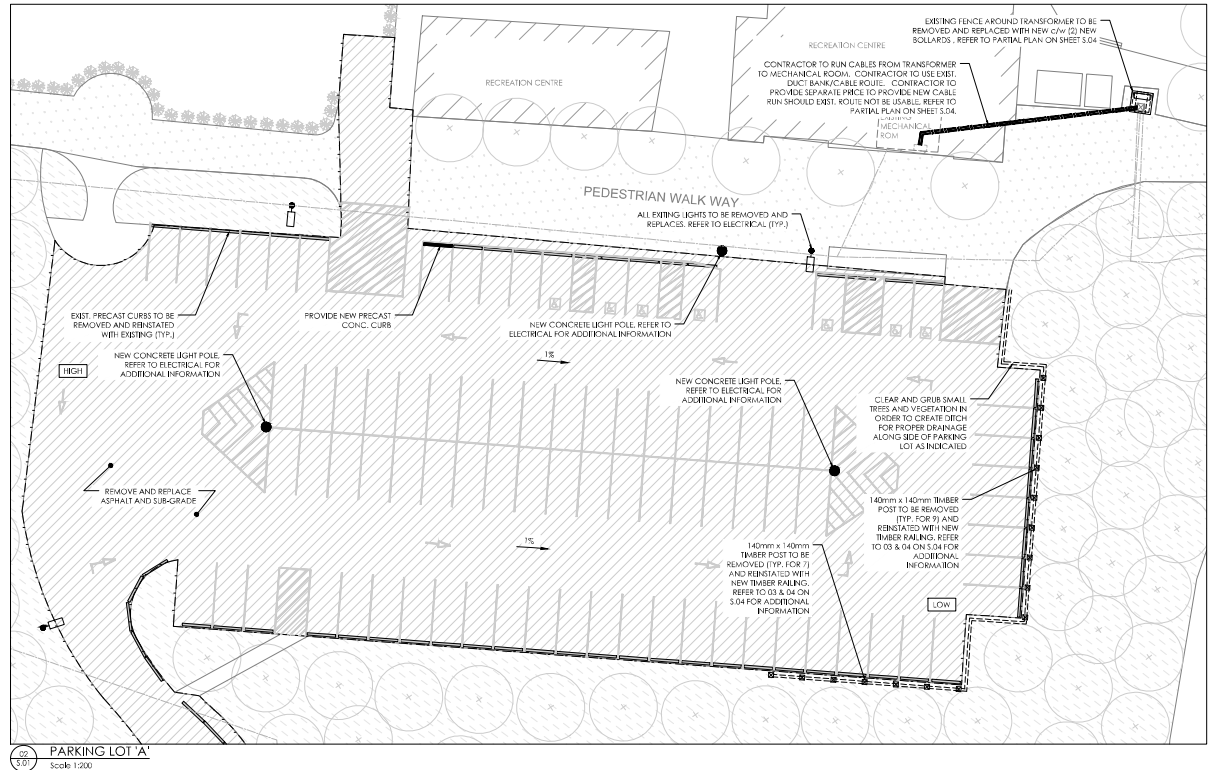 EXISTING FENCE AROUND TRANSFORMER TO BE
REMOVED AND REPLACED WITH NEW c/w (2) NEW
BOLLARDS . REFER TO PARTIAL PLAN ON SHEET S.04
RECREATION CENTRE
RECREATION CENTRE
CONTRACTOR TO RUN CABLES FROM TRANSFORMER
TO MECHANICAL ROOM. CONTRACTOR TO USE EXIST.
DUCT BANK/CABLE ROUTE. CONTRACTOR TO
PROVIDE SEPARATE PRICE TO PROVIDE NEW CABLE
RUN SHOULD EXIST. ROUTE NOT BE USABLE. REFER TO
PARTIAL PLAN ON SHEET S.04.
EXISTING
MECHANICAL
ROM
PEDESTRIAN WALK WAY
ALL EXITING LIGHTS TO BE REMOVED AND
REPLACES. REFER TO ELECTRICAL (TYP.)
EXIST. PRECAST CURBS TO BE
REMOVED AND REINSTATED
WITH EXISTING (TYP.)
PROVIDE NEW PRECAST
CONC. CURB
NEW CONCRETE LIGHT POLE, REFER TO
ELECTRICAL FOR ADDITIONAL INFORMATION
NEW CONCRETE LIGHT POLE,
REFER TO ELECTRICAL FOR
ADDITIONAL INFORMATION
1%
HIGH
NEW CONCRETE LIGHT POLE,
REFER TO ELECTRICAL FOR
ADDITIONAL INFORMATION
CLEAR AND GRUB SMALL
TREES AND VEGETATION IN
ORDER TO CREATE DITCH
FOR PROPER DRAINAGE
ALONG SIDE OF PARKING
LOT AS INDICATED
REMOVE AND REPLACE
ASPHALT AND SUB-GRADE
140mm x 140mm TIMBER
POST TO BE REMOVED
(TYP. FOR 9) AND
REINSTATED WITH NEW
TIMBER RAILING. REFER
TO 03 & 04 ON S.04 FOR
ADDITIONAL
INFORMATION
1%
140mm x 140mm
TIMBER POST TO BE
REMOVED (TYP. FOR 7)
AND REINSTATED WITH
NEW TIMBER RAILING.
REFER TO 03 & 04 ON
S.04 FOR ADDITIONAL
INFORMATION
LOW
02
S.01
PARKING LOT 'A'
Scale 1:200